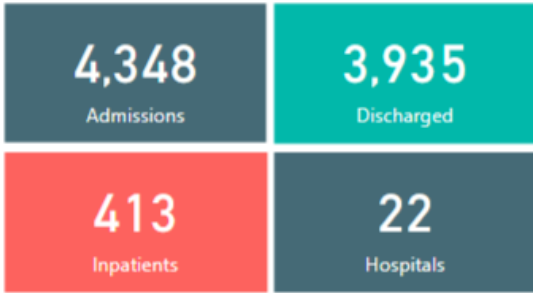 4,348
Admissions
3,935
Discharged
413
Inpatients
22
Hospitals